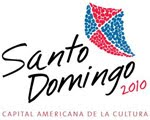 Santo
Domingo
2010
CAPITAL AMERICANA DE LA CULTURA